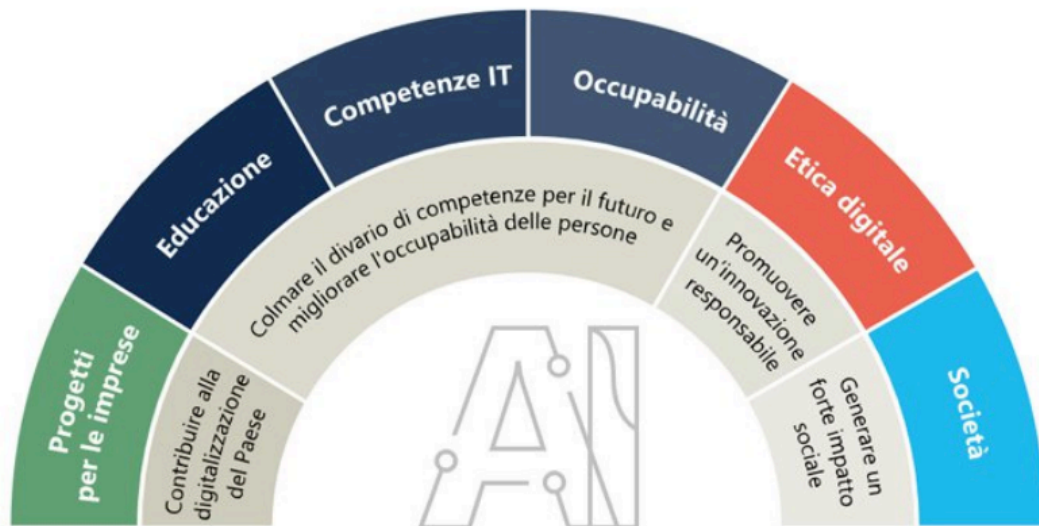 Progetti
per le imprese
Educazione
Competenze IT
Occupabilità
Etica digitale
Società
Contribuire alla
digitalizzazione
del Paese
Colmare il divario di competenze per il futuro e
migliorare l'occupabilità delle persone
Promuovere
un'innovazione
responsabile
Generare un
forte impatto
sociale
AI